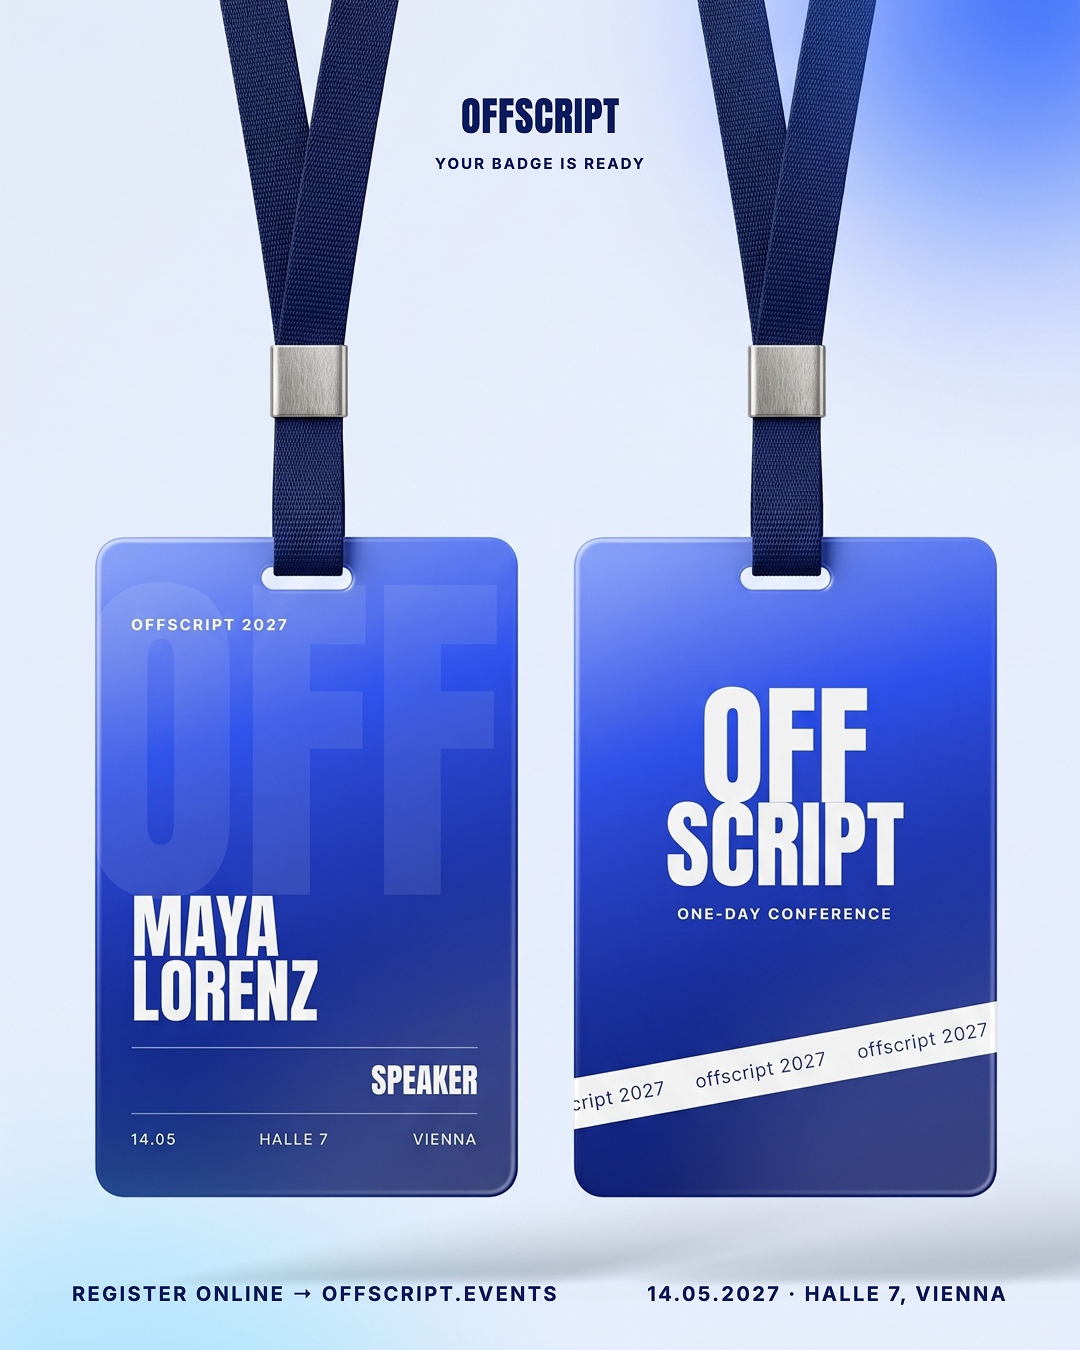 OFFSCRIPT
YOUR BADGE IS READY
OFF
OFFSCRIPT 2027
MAYA
LORENZ
SPEAKER
14.05 HALLE 7 VIENNA
OFF
SCRIPT
ONE-DAY CONFERENCE
cript 2027 offscript 2027 offscript 2027
REGISTER ONLINE → OFFSCRIPT.EVENTS
14.05.2027 · HALLE 7, VIENNA